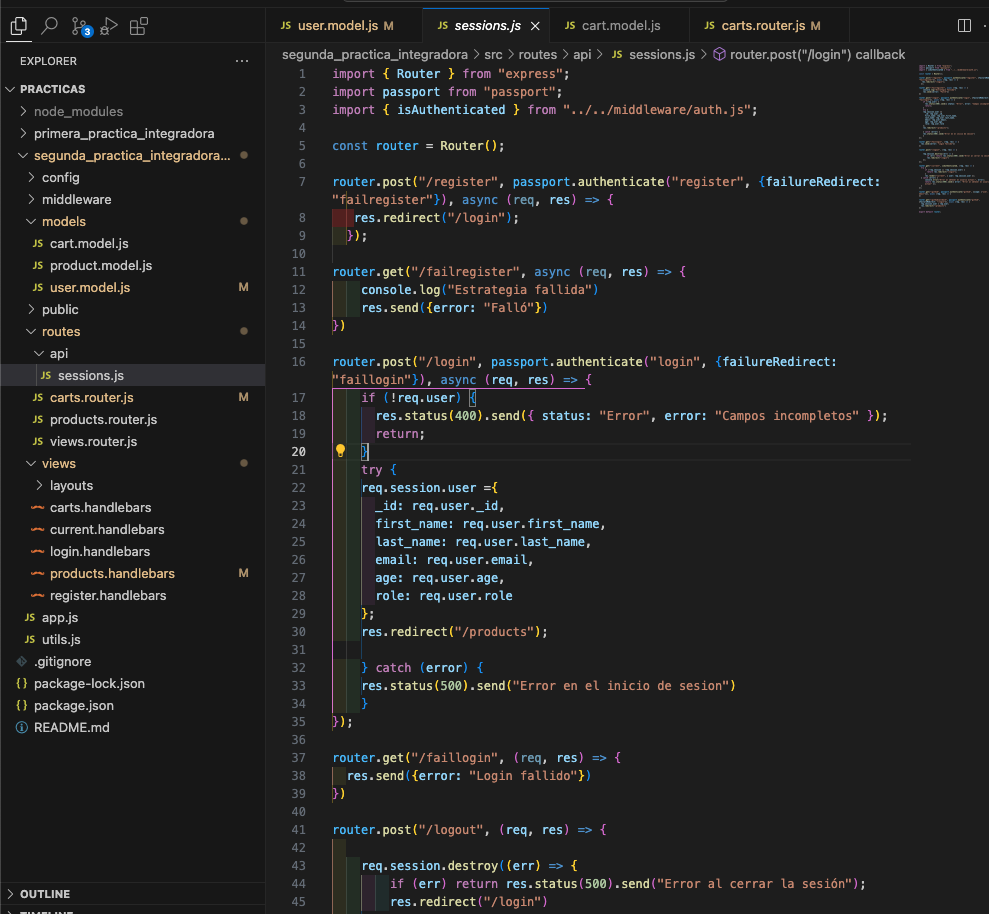 3
EXPLORER
PRACTICAS
node_modules
primera_practica_integradora
segunda_practica_integradora...
config
middleware
models
JS cart.model.js
JS product.model.js
JS user.model.js M
public
routes
api
JS sessions.js
JS carts.router.js M
JS products.router.js
JS views.router.js
views
layouts
carts.handlebars
current.handlebars
login.handlebars
products.handlebars M
register.handlebars
JS app.js
JS utils.js
.gitignore
{} package-lock.json
{} package.json
README.md
OUTLINE
TIMELINE
JS user.model.js M
JS sessions.js
JS cart.model.js
JS carts.router.js M
segunda_practica_integradora > src > routes > api > JS sessions.js > router.post("/login") callback
1 import { Router } from "express";
2 import passport from "passport";
3 import { isAuthenticated } from "../../middleware/auth.js";
4
5 const router = Router();
6
7 router.post("/register", passport.authenticate("register", {failureRedirect:
"failregister"}), async (req, res) => {
8 res.redirect("/login");
9 });
10
11 router.get("/failregister", async (req, res) => {
12 console.log("Estrategia fallida")
13 res.send({error: "Falló"})
14 })
15
16 router.post("/login", passport.authenticate("login", {failureRedirect:
"faillogin"}), async (req, res) => {
17 if (!req.user) {
18 res.status(400).send({ status: "Error", error: "Campos incompletos" });
19 return;
20 }
21 try {
22 req.session.user ={
23 _id: req.user._id,
24 first_name: req.user.first_name,
25 last_name: req.user.last_name,
26 email: req.user.email,
27 age: req.user.age,
28 role: req.user.role
29 };
30 res.redirect("/products");
31
32 } catch (error) {
33 res.status(500).send("Error en el inicio de sesion")
34 }
35 });
36
37 router.get("/faillogin", (req, res) => {
38 res.send({error: "Login fallido"})
39 })
40
41 router.post("/logout", (req, res) => {
42
43 req.session.destroy((err) => {
44 if (err) return res.status(500).send("Error al cerrar la sesión");
45 res.redirect("/login")